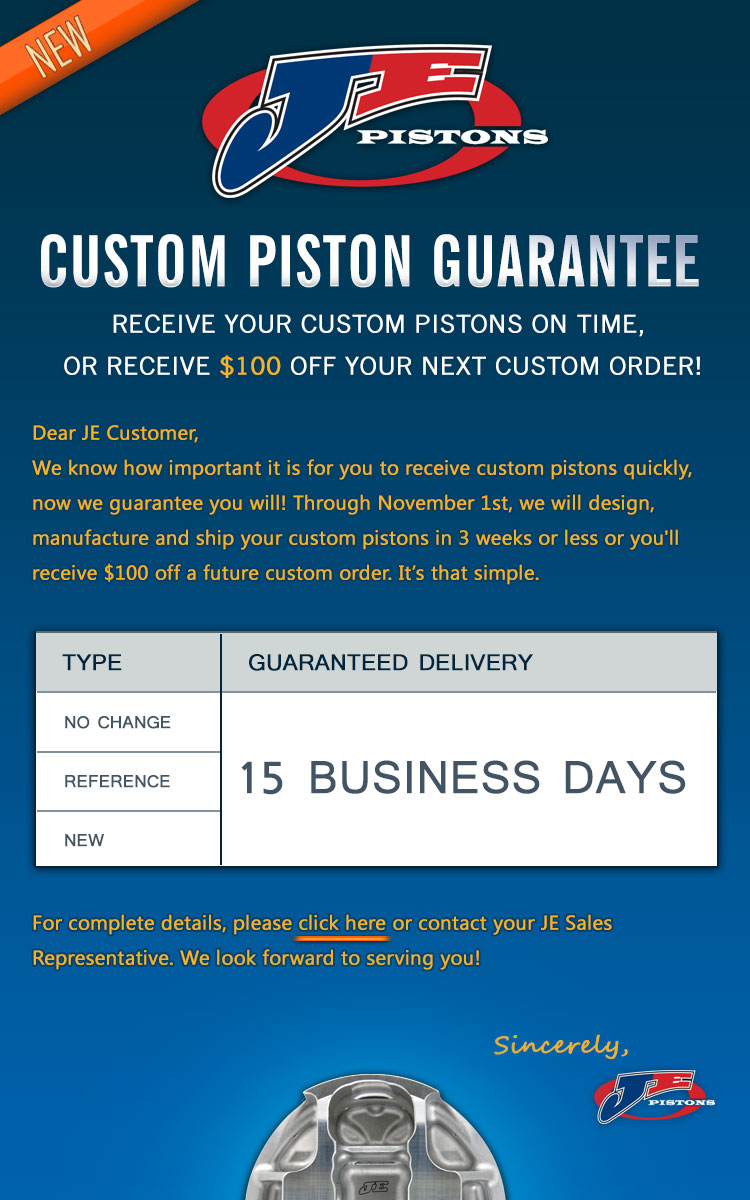 NEW
JE
PISTONS
CUSTOM PISTON GUARANTEE
RECEIVE YOUR CUSTOM PISTONS ON TIME,
OR RECEIVE $100 OFF YOUR NEXT CUSTOM ORDER!
Dear JE Customer,
We know how important it is for you to receive custom pistons quickly,
now we guarantee you will! Through November 1st, we will design,
manufacture and ship your custom pistons in 3 weeks or less or you'll
receive $100 off a future custom order. It’s that simple.
TYPE
GUARANTEED DELIVERY
NO CHANGE
REFERENCE
NEW
15 BUSINESS DAYS
For complete details, please click here or contact your JE Sales
Representative. We look forward to serving you!
Sincerely,
JE
PISTONS
JE